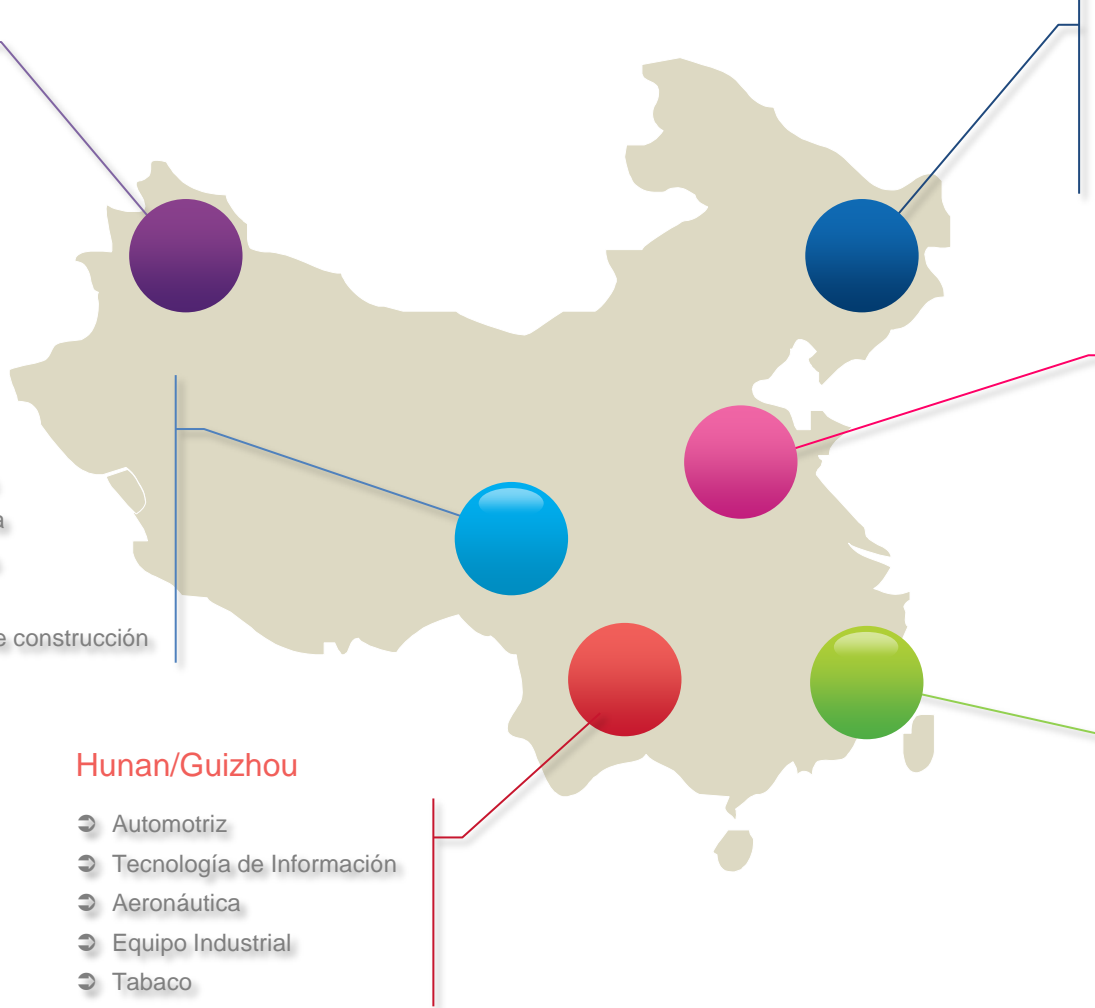 e construcción
Hunan/Guizhou
Automotriz
Tecnología de Información
Aeronáutica
Equipo Industrial
Tabaco